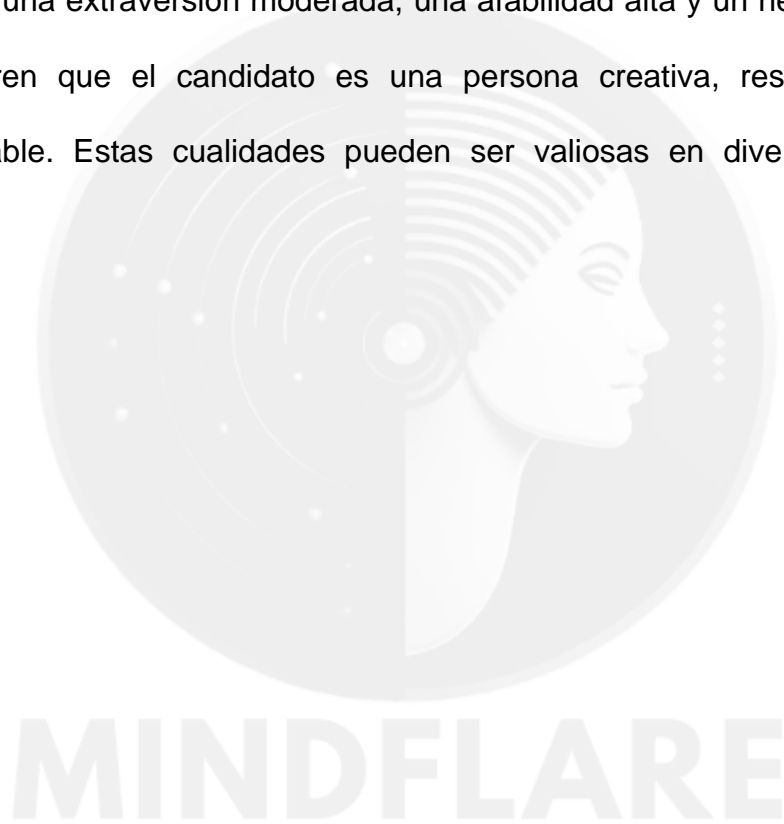 una extraversión moderada, una afabilidad alta y un ne
ren que el candidato es una persona creativa, res
able. Estas cualidades pueden ser valiosas en dive
MINDFLARE